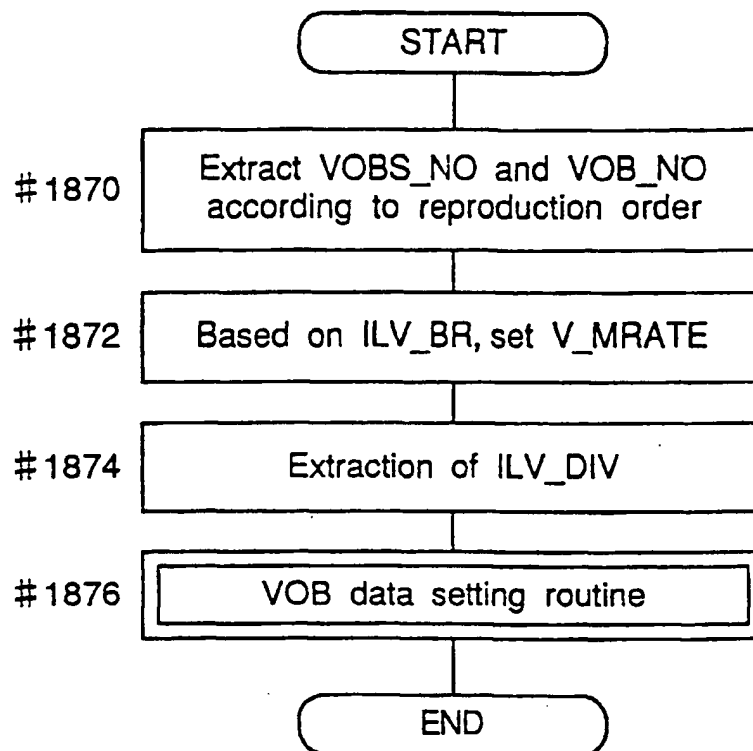 START
#1870
Extract VOBS_NO and VOB_NO
according to reproduction order
#1872
Based on ILV_BR, set V_MRATE
#1874
Extraction of ILV_DIV
#1876
VOB data setting routine
END